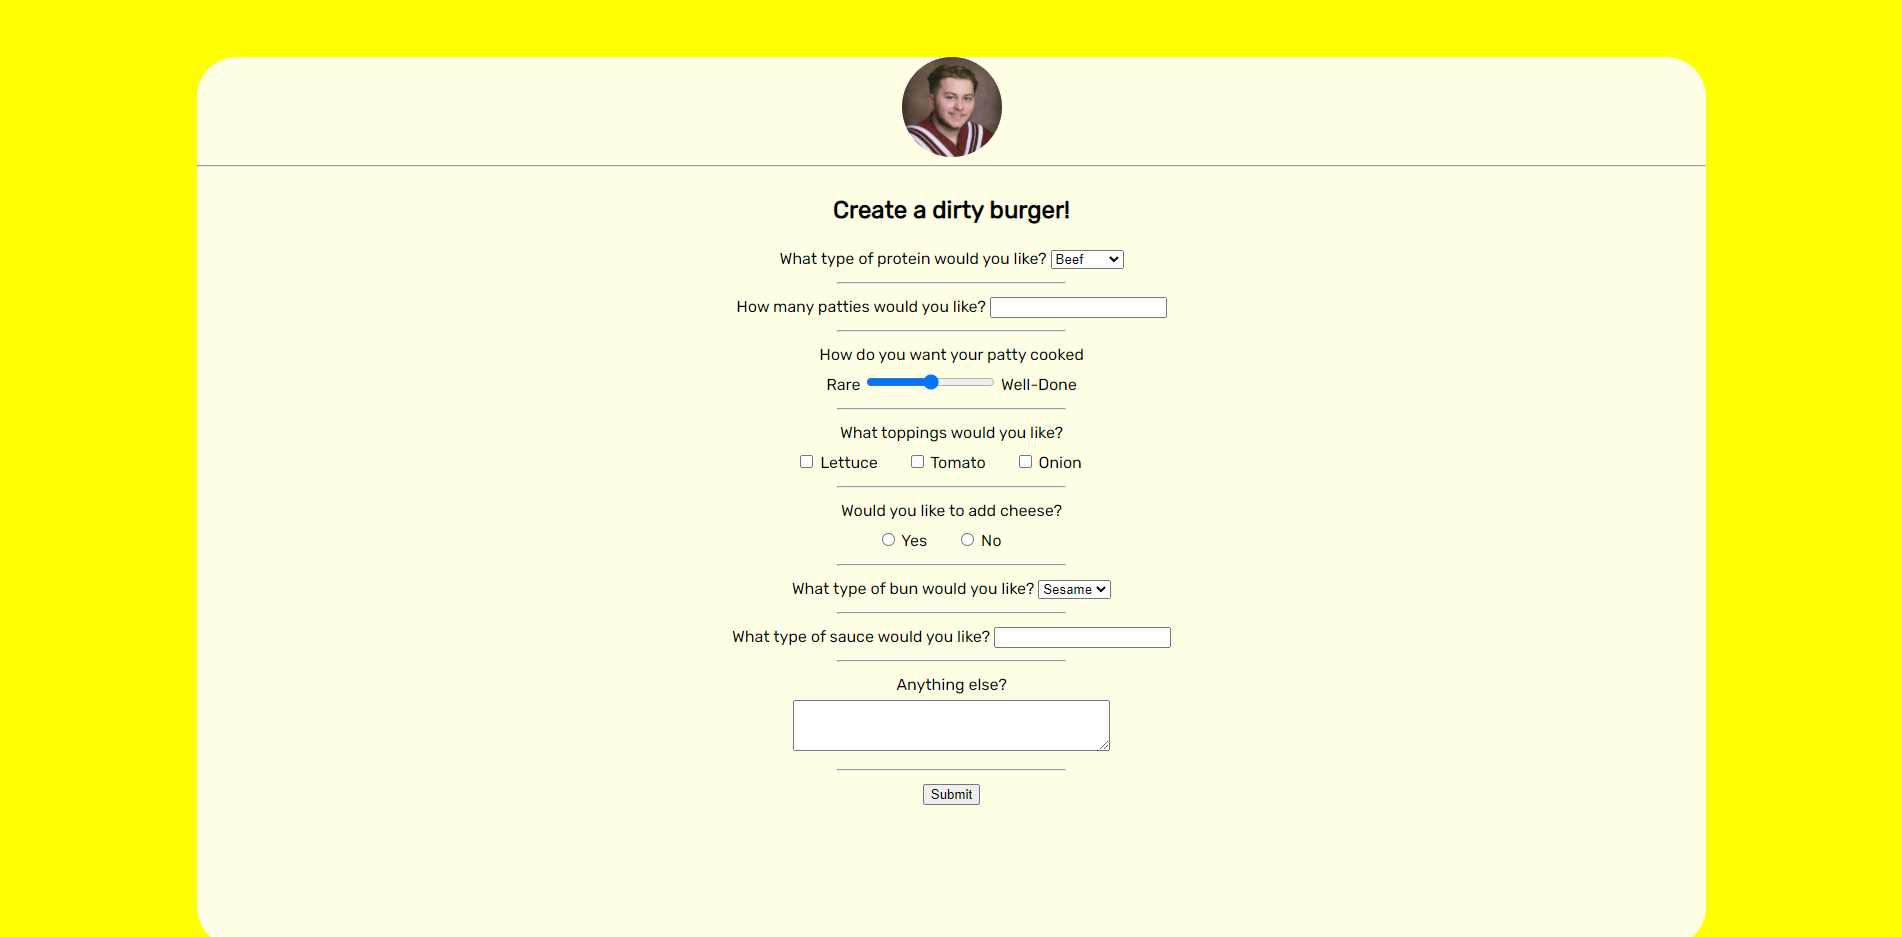 Create a dirty burger!
What type of protein would you like? Beef
How many patties would you like?
How do you want your patty cooked
Rare Well-Done
What toppings would you like?
Lettuce Tomato Onion
Would you like to add cheese?
Yes No
What type of bun would you like? Sesame
What type of sauce would you like?
Anything else?
Submit